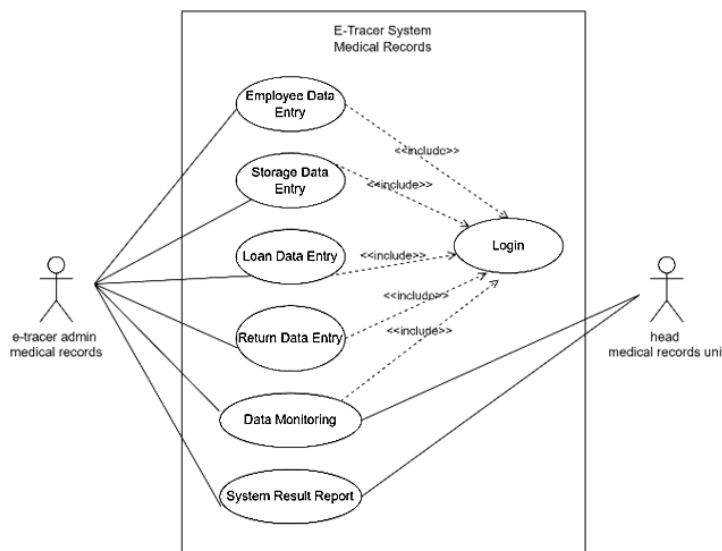 E-Tracer System
Medical Records
Employee Data
Entry
<<include>>
Storage Data
Entry
<<include>>
Login
Loan Data Entry
<<include>>
<<include>>
Return Data Entry
<<include>>
e-tracer admin
medical records
head
medical records uni
Data Monitoring
System Result Report